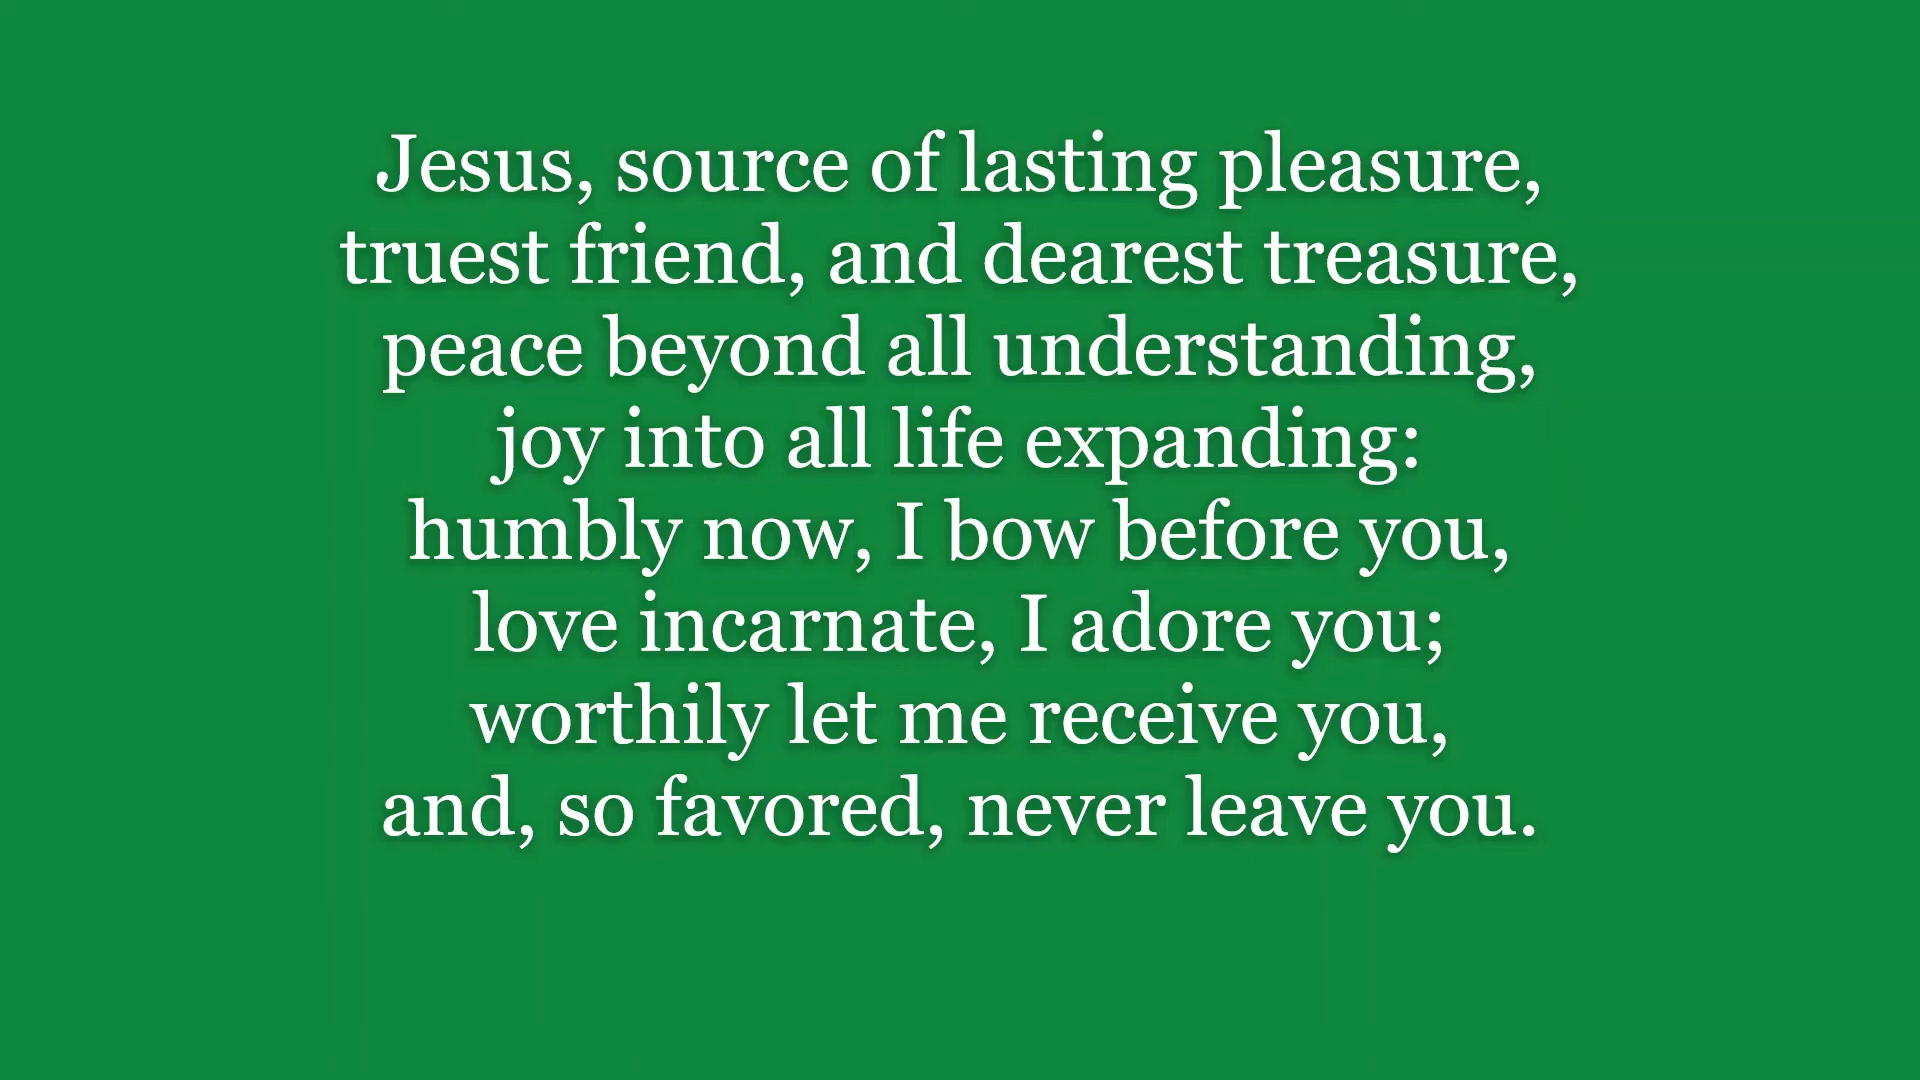 Jesus, source of lasting pleasure,
truest friend, and dearest treasure,
peace beyond all understanding,
joy into all life expanding:
humbly now, I bow before you,
love incarnate, I adore you;
worthily let me receive you,
and, so favored, never leave you.